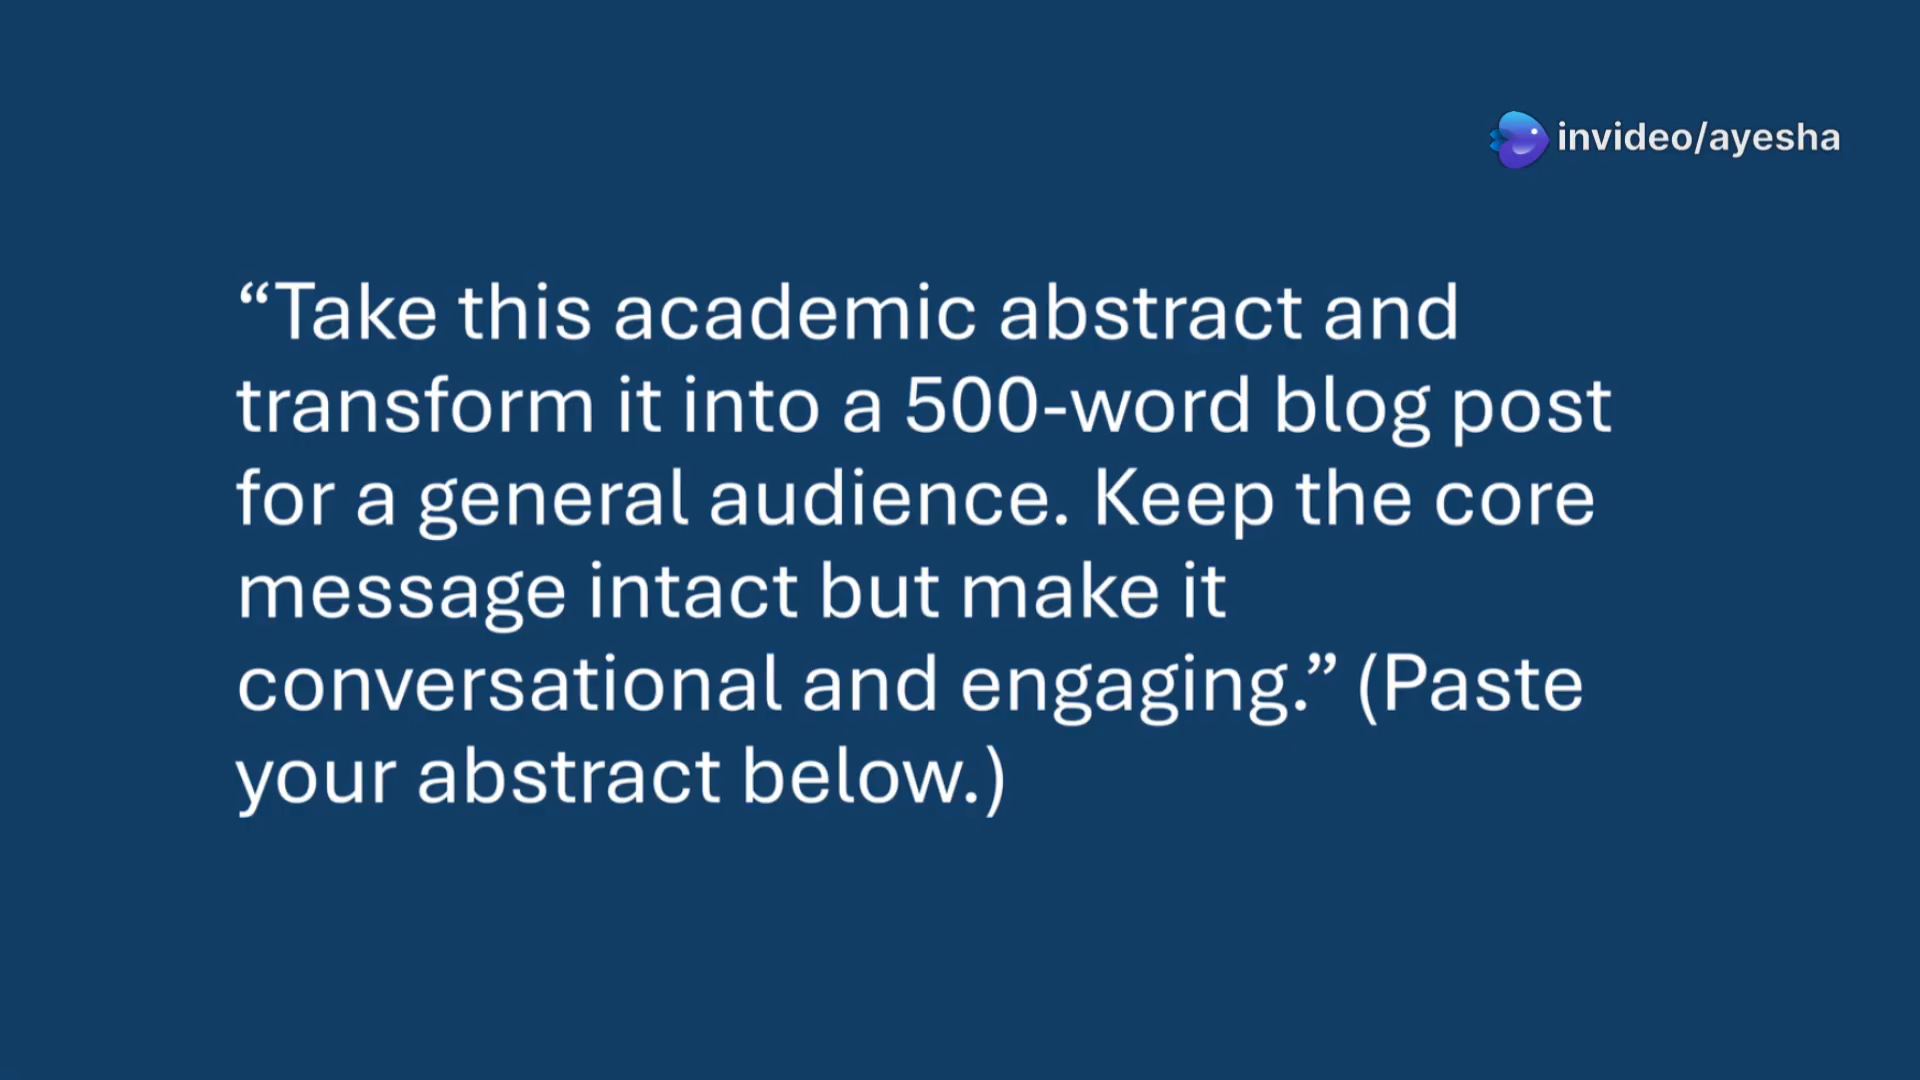 invideo/ayesha
“Take this academic abstract and
transform it into a 500-word blog post
for a general audience. Keep the core
message intact but make it
conversational and engaging.” (Paste
your abstract below.)